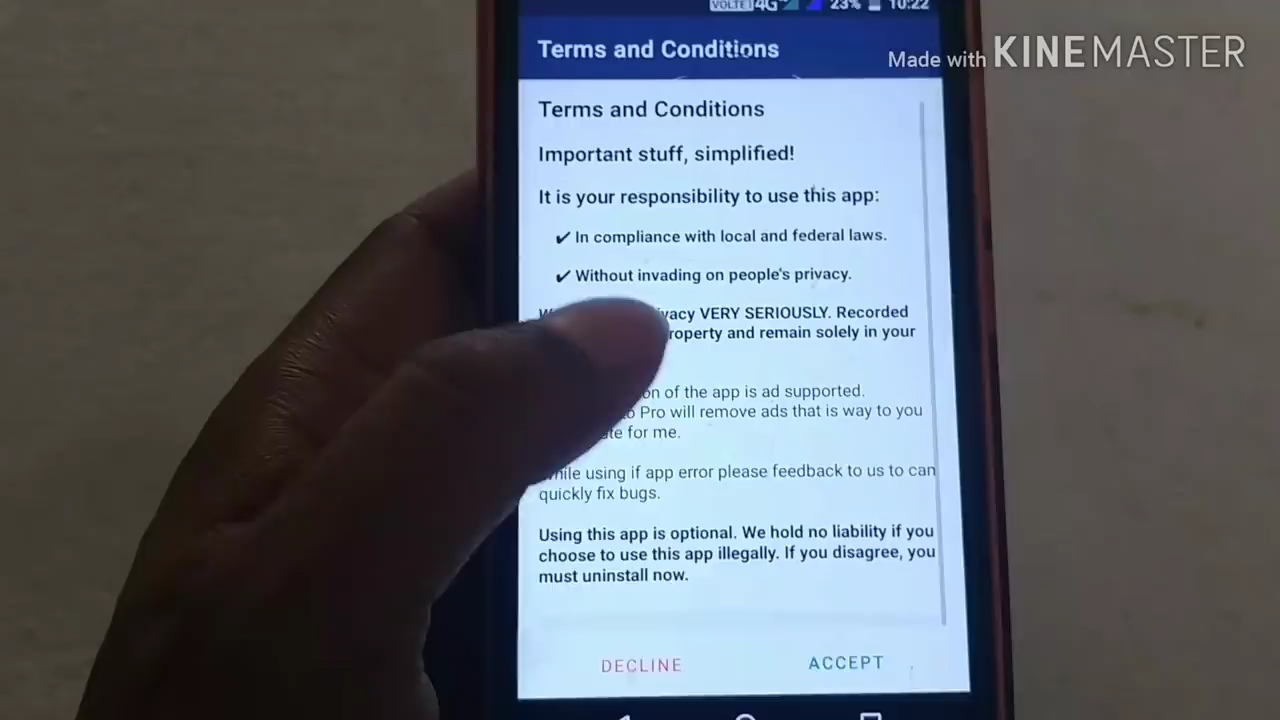 VOLTE 4G 23% 10:22
Terms and Conditions
Made with KINEMASTER
Terms and Conditions
Important stuff, simplified!
It is your responsibility to use this app:
✔ In compliance with local and federal laws.
✔ Without invading on people's privacy.
VERY SERIOUSLY. Recorded
and remain solely in your
of the app is ad supported.
Pro will remove ads that is way to you
for me.
using if app error please feedback to us to can
quickly fix bugs.
Using this app is optional. We hold no liability if you
choose to use this app illegally. If you disagree, you
must uninstall now.
DECLINE ACCEPT